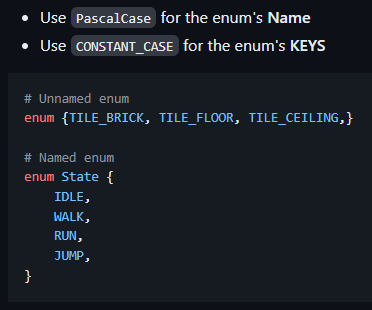 Use PascalCase for the enum's Name
Use CONSTANT_CASE for the enum's KEYS
# Unnamed enum
enum {TILE_BRICK, TILE_FLOOR, TILE_CEILING,}
# Named enum
enum State {
    IDLE,
    WALK,
    RUN,
    JUMP,
}